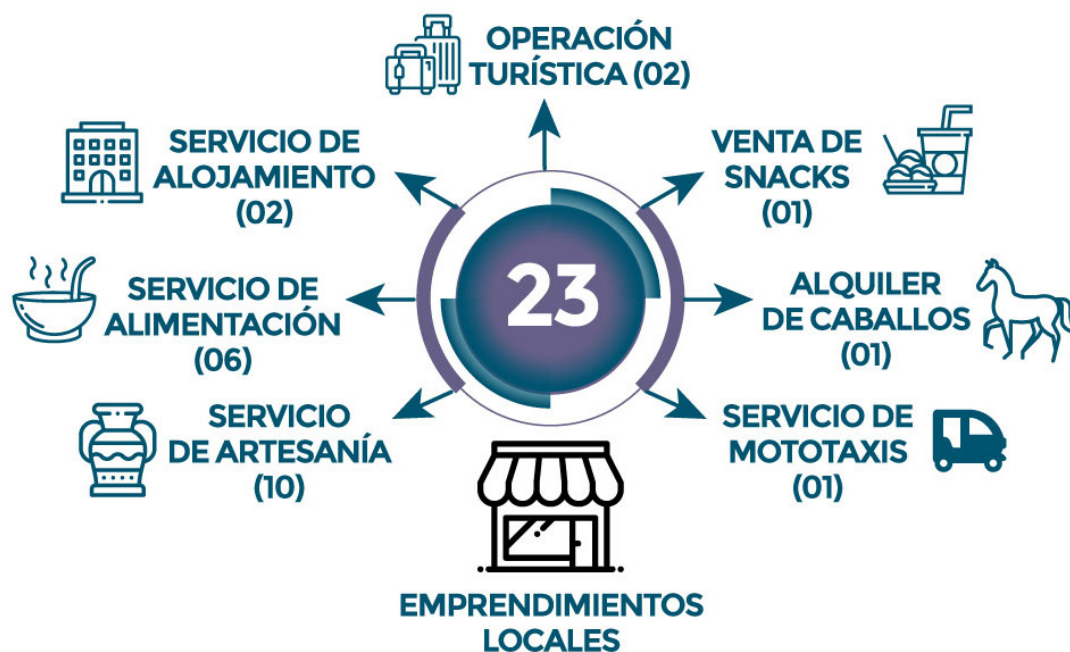 OPERACIÓN
TURÍSTICA (02)
SERVICIO DE
ALOJAMIENTO
(02)
VENTA DE
SNACKS
(01)
23
SERVICIO DE
ALIMENTACIÓN
(06)
ALQUILER
DE CABALLOS
(01)
SERVICIO
DE ARTESANÍA
(10)
SERVICIO DE
MOTOTAXIS
(01)
EMPRENDIMIENTOS
LOCALES